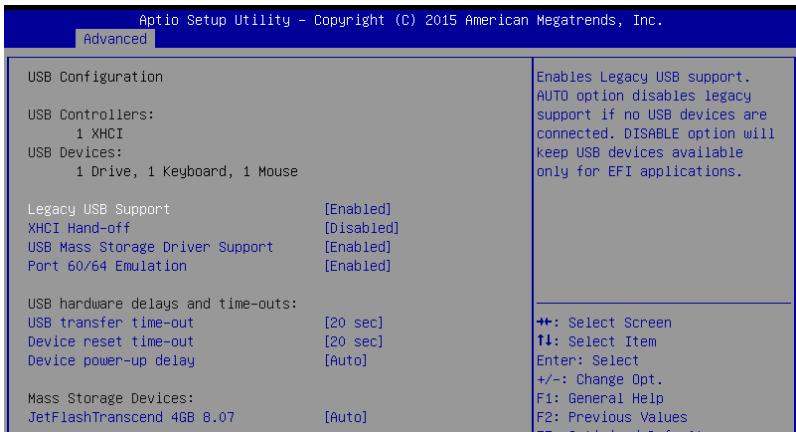 Aptio Setup Utility – Copyright (C) 2015 American Megatrends, Inc.
Advanced
USB Configuration
USB Controllers:
1 XHCI
USB Devices:
1 Drive, 1 Keyboard, 1 Mouse
Legacy USB Support [Enabled]
XHCI Hand-off [Disabled]
USB Mass Storage Driver Support [Enabled]
Port 60/64 Emulation [Enabled]
USB hardware delays and time-outs:
USB transfer time-out [20 sec]
Device reset time-out [20 sec]
Device power-up delay [Auto]
Mass Storage Devices:
JetFlashTranscend 4GB 8.07 [Auto]
Enables Legacy USB support.
AUTO option disables legacy
support if no USB devices are
connected. DISABLE option will
keep USB devices available
only for EFI applications.
→←: Select Screen
↑↓: Select Item
Enter: Select
+/-: Change Opt.
F1: General Help
F2: Previous Values